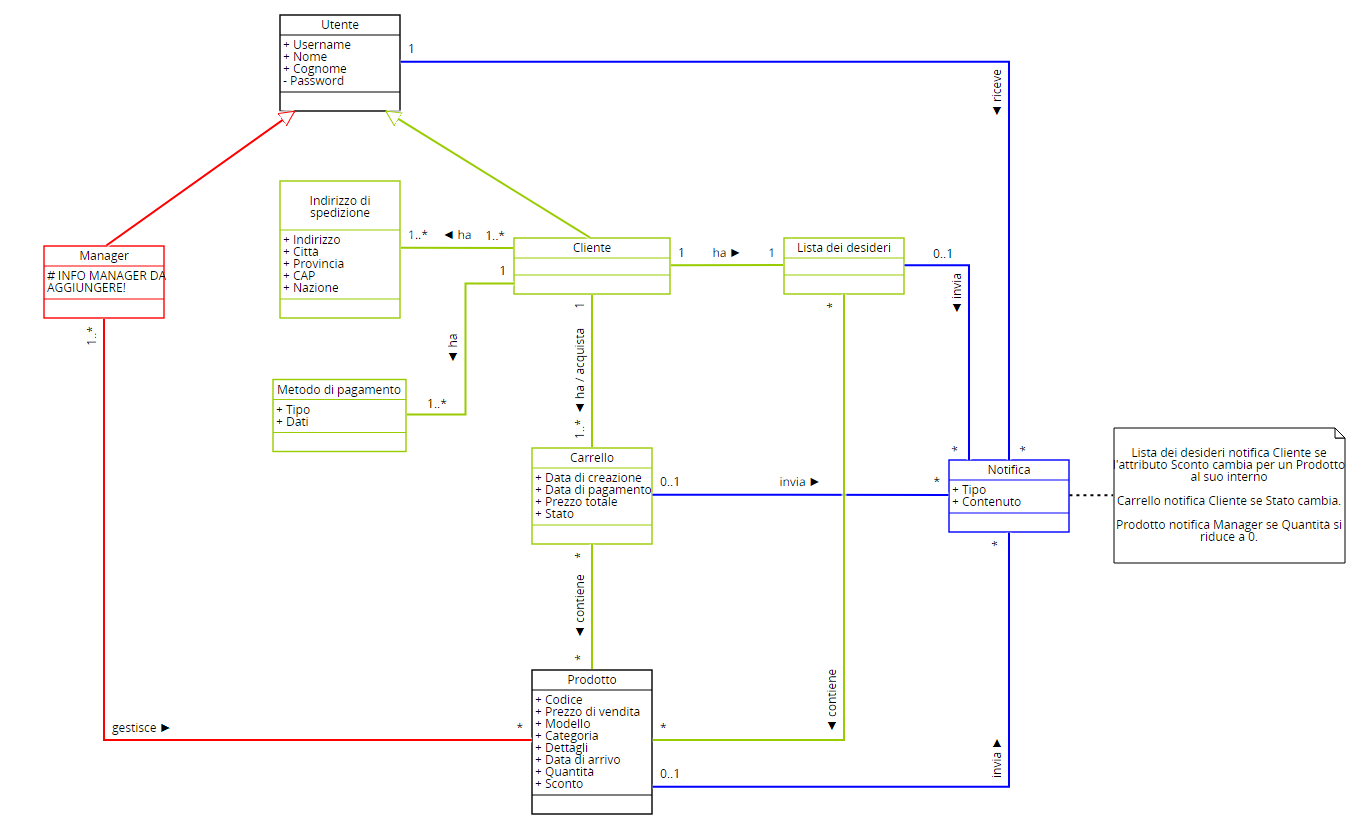 Utente
+ Username
+ Nome
+ Cognome
- Password
1
◄ riceve
Indirizzo di
spedizione
+ Indirizzo
+ Citta
+ Provincia
+ CAP
+ Nazione
1..*
◄ ha
1..*
Cliente
1
ha ►
1
Lista dei desideri
0..1
◄ invia
Manager
# INFO MANAGER DA
AGGIUNGERE!
1..*
1
◄ ha
1
◄ ha / acquista
1..*
*
Metodo di pagamento
+ Tipo
+ Dati
1..*
Carrello
+ Data di creazione
+ Data di pagamento
+ Prezzo totale
+ Stato
0..1
invia ►
*
*
*
Notifica
+ Tipo
+ Contenuto
*
Lista dei desideri notifica Cliente se
l'attributo Sconto cambia per un Prodotto
al suo interno
Carrello notifica Cliente se Stato cambia.
Prodotto notifica Manager se Quantità si
riduce a 0.
*
◄ contiene
*
◄ contiene
Prodotto
+ Codice
+ Prezzo di vendita
+ Modello
+ Categoria
+ Dettagli
+ Data di arrivo
+ Quantità
+ Sconto
gestisce ►
*
*
0..1
invia ►